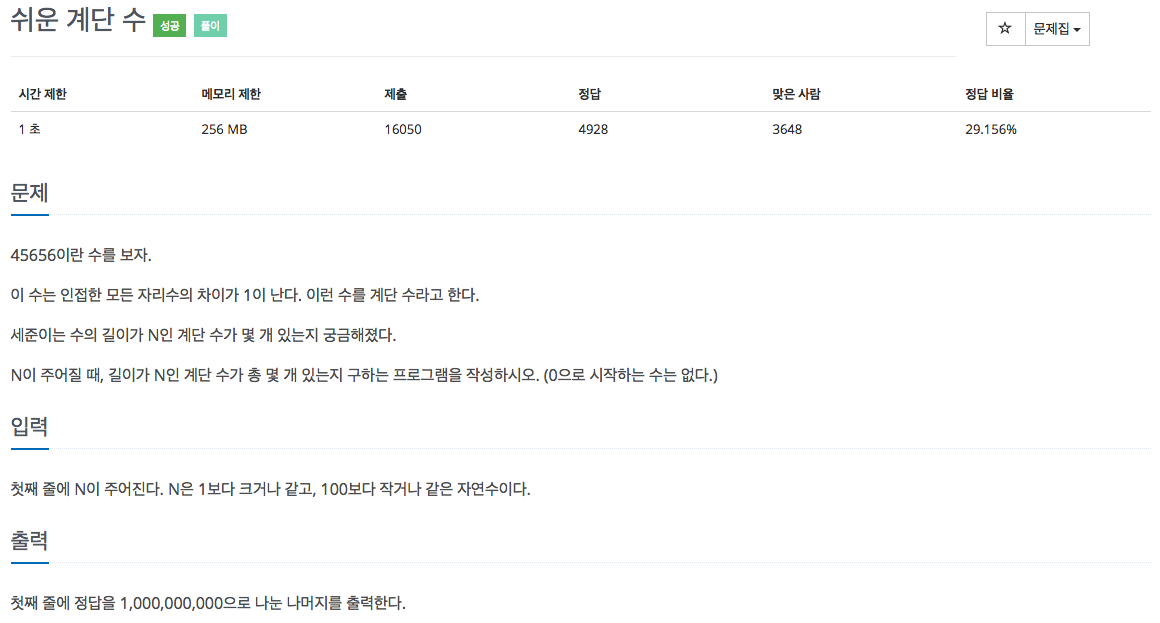 쉬운 계단 수 성공 풀이
☆ 문제집
시간 제한 메모리 제한 제출 정답 맞은 사람 정답 비율
1 초 256 MB 16050 4928 3648 29.156%
문제
45656이란 수를 보자.
이 수는 인접한 모든 자리수의 차이가 1이 난다. 이런 수를 계단 수라고 한다.
세준이는 수의 길이가 N인 계단 수가 몇 개 있는지 궁금해졌다.
N이 주어질 때, 길이가 N인 계단 수가 총 몇 개 있는지 구하는 프로그램을 작성하시오. (0으로 시작하는 수는 없다.)
입력
첫째 줄에 N이 주어진다. N은 1보다 크거나 같고, 100보다 작거나 같은 자연수이다.
출력
첫째 줄에 정답을 1,000,000,000으로 나눈 나머지를 출력한다.